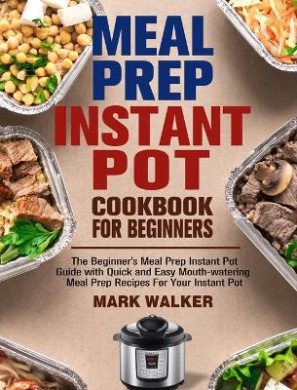 MEAL
PREP
INSTANT
POT
COOKBOOK
FOR BEGINNERS
The Beginner's Meal Prep Instant Pot
Guide with Quick and Easy Mouth-watering
Meal Prep Recipes For Your Instant Pot
MARK WALKER